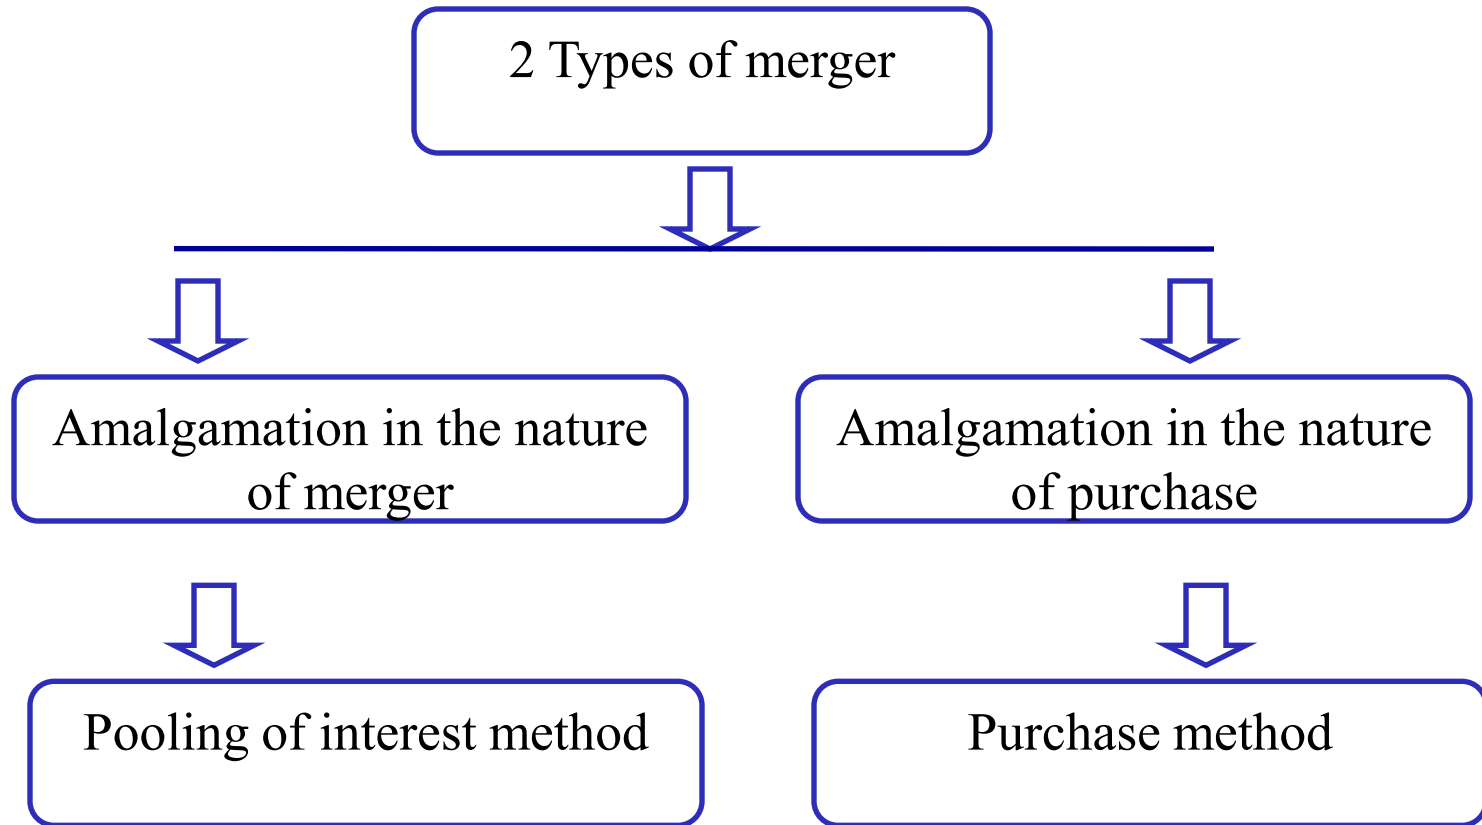 2 Types of merger
Amalgamation in the nature
of merger
Amalgamation in the nature
of purchase
Pooling of interest method
Purchase method